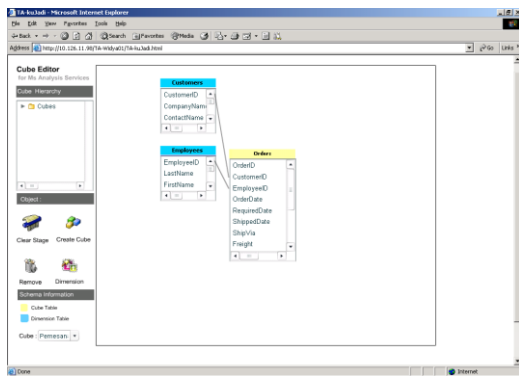 TA-kuJadi - Microsoft Internet Explorer
File Edit View Favorites Tools Help
Back Search Favorites Media
Address http://10.126.11.98/TA-Widya01/TA-kuJadi.html Go Links
Cube Editor
for Ms Analysis Services
Cube Hierarchy
Cubes
Object :
Clear Stage Create Cube
Remove Dimension
Schema Information
Cube Table
Dimension Table
Cube : Pemesan
Customers
CustomerID
CompanyName
ContactName
Employees
EmployeeID
LastName
FirstName
Orders
OrderID
CustomerID
EmployeeID
OrderDate
RequiredDate
ShippedDate
ShipVia
Freight
Done Internet